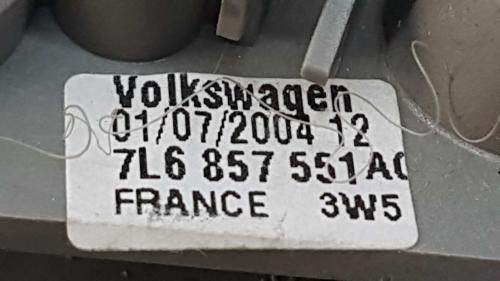 Volkswagen
01/07/2004 12
7L6 857 551 AC
FRANCE 3W5